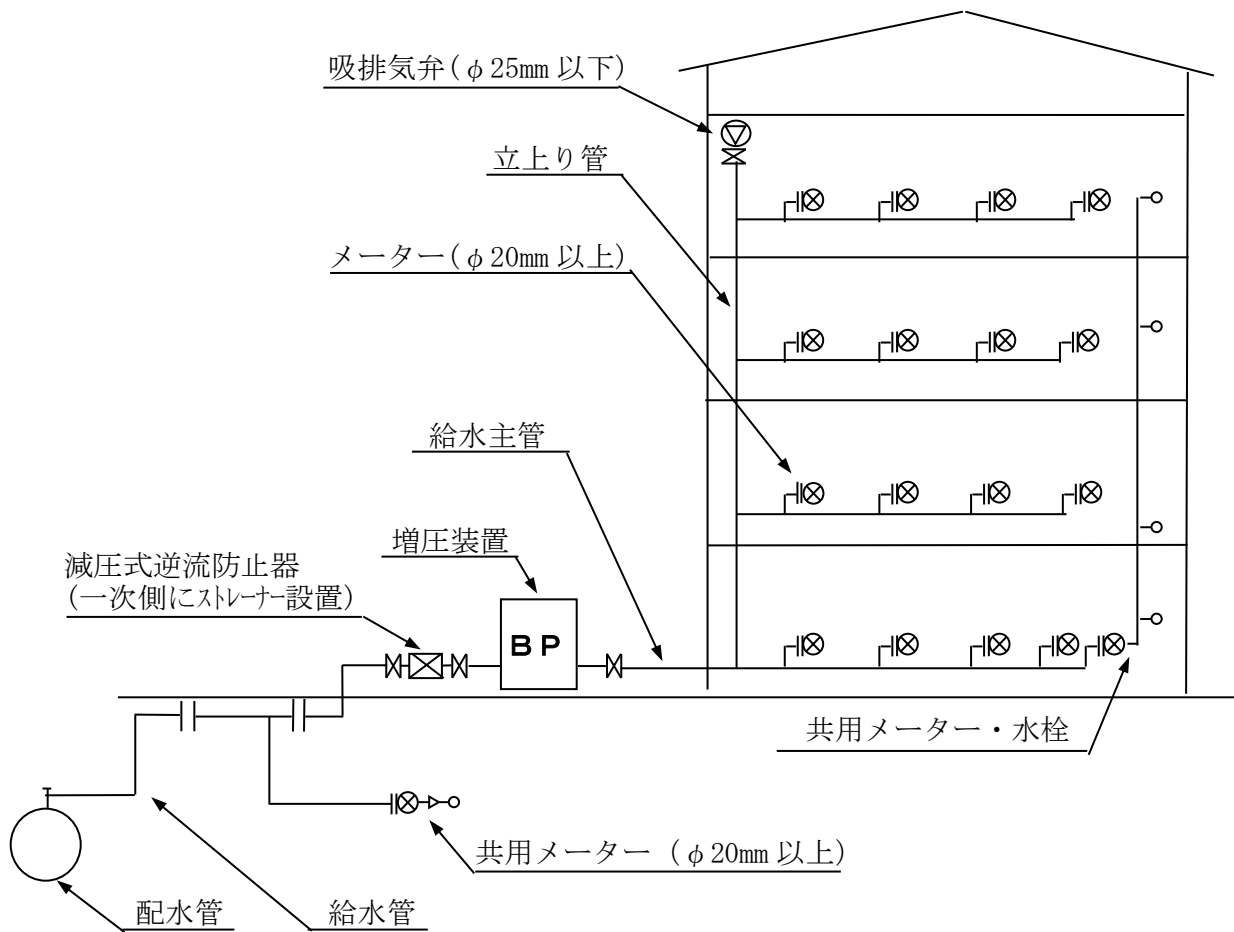 吸排気弁(φ25mm 以下)
立上り管
メーター(φ20mm 以上)
給水主管
増圧装置
減圧式逆流防止器
(一次側にストレーナー設置)
BP
共用メーター・水栓
共用メーター (φ20mm 以上)
配水管
給水管